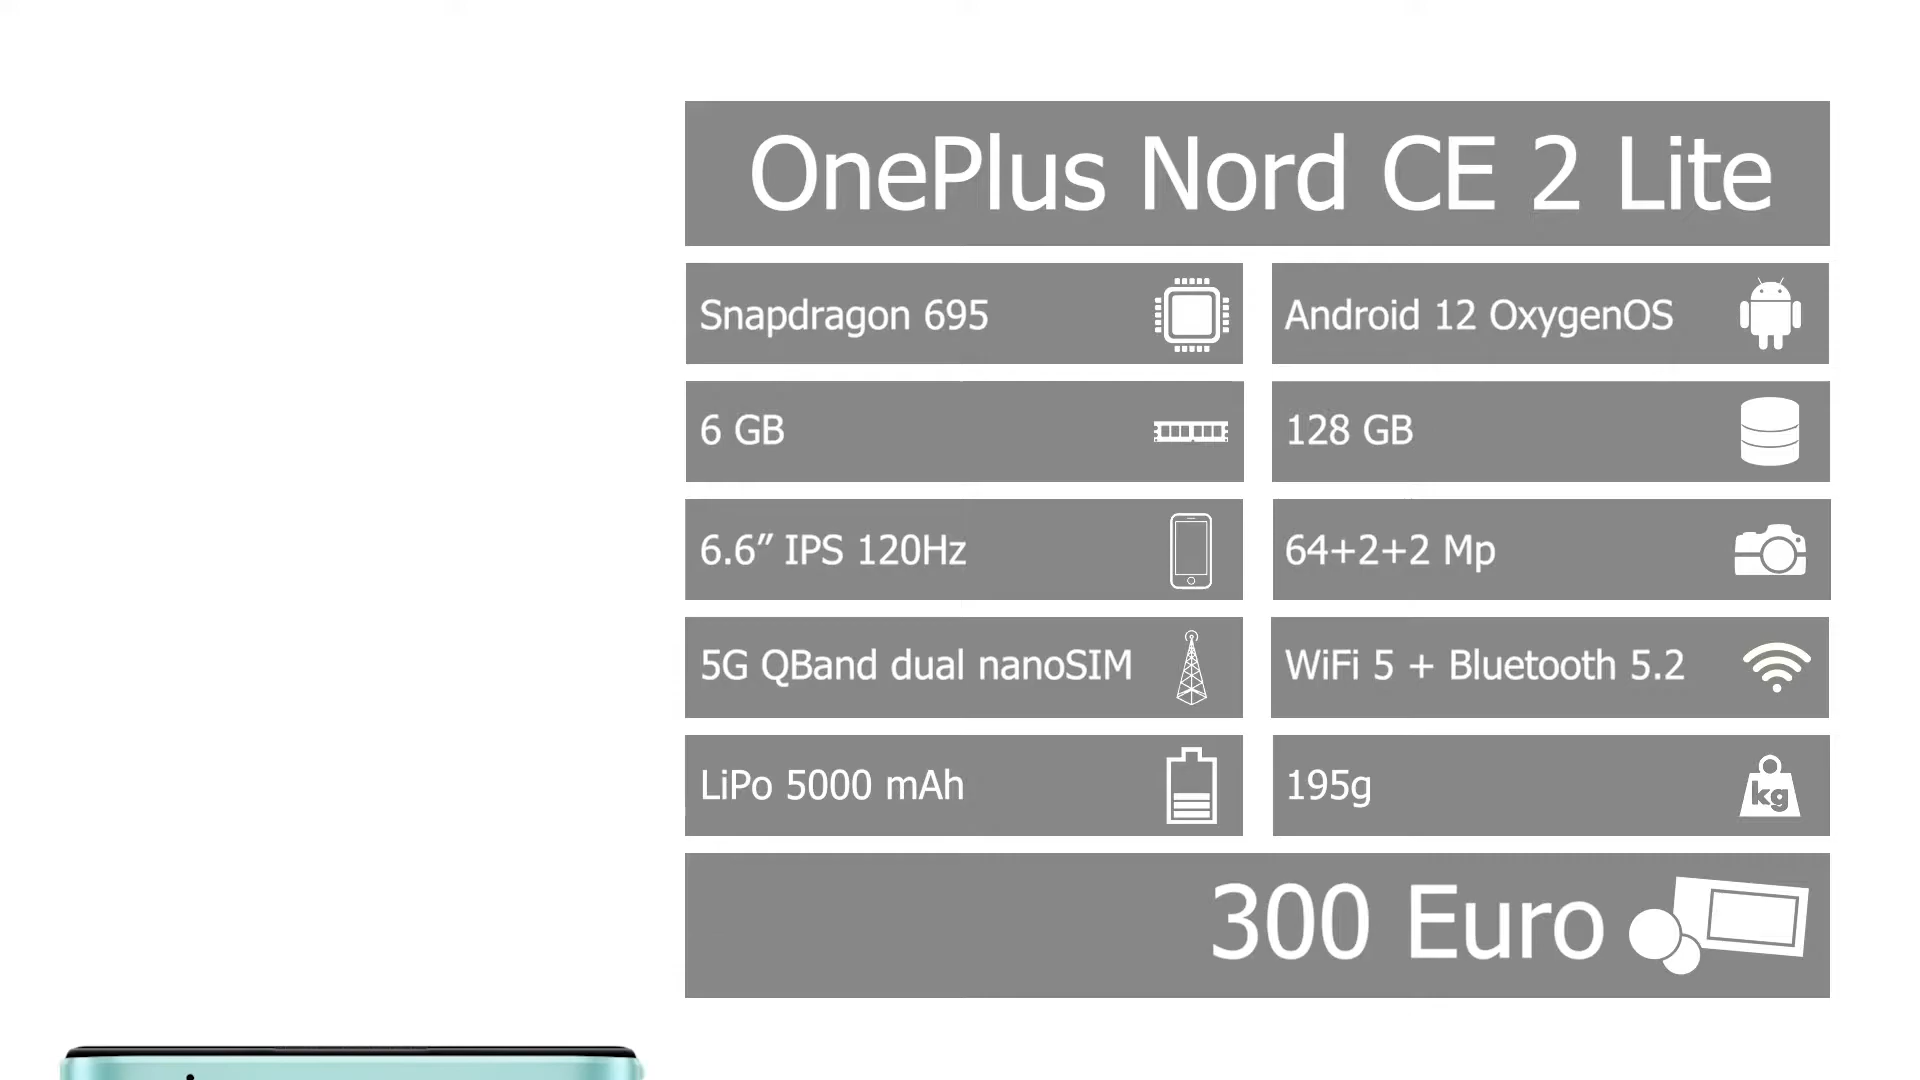 OnePlus Nord CE 2 Lite
Snapdragon 695
Android 12 OxygenOS
6 GB
128 GB
6.6” IPS 120Hz
64+2+2 Mp
5G QBand dual nanoSIM
WiFi 5 + Bluetooth 5.2
LiPo 5000 mAh
195g
kg
300 Euro